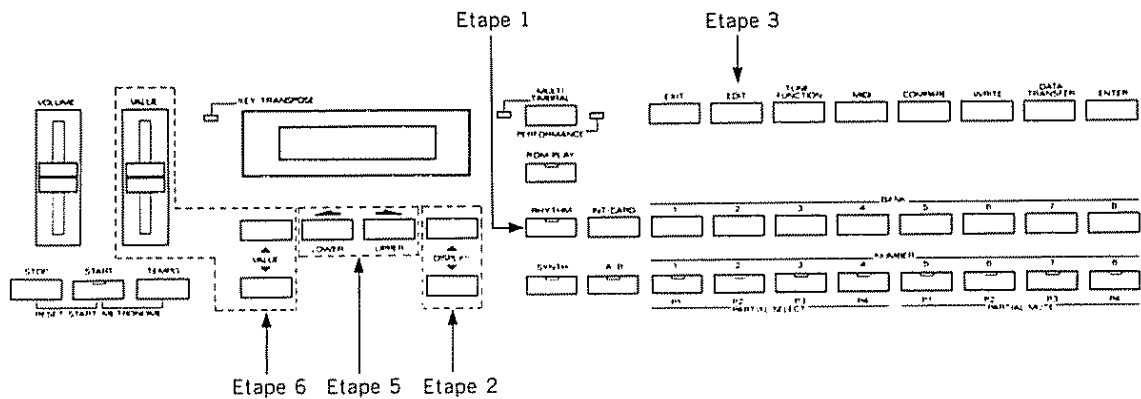 Etape 1
Etape 3
VOLUME
VALUE
KEY TRANSPOSE
MULTI
TIMBRAL
PERFORMANCE
EXIT
EDIT
TUNE
FUNCTION
MIDI
COMPARE
WRITE
DATA
TRANSFER
ENTER
ROM PLAY
BANK
RHYTHM
INT·CARD
1 2 3 4 5 6 7 8
LOWER
UPPER
VALUE
DISPLAY
NUMBER
SYNTH
A·B
1 2 3 4 5 6 7 8
STOP
START
TEMPO
RESET START METRONOME
P1 P2 P3 P4
PARTIAL SELECT
P1 P2 P3 P4
PARTIAL MUTE
Etape 6
Etape 5
Etape 2